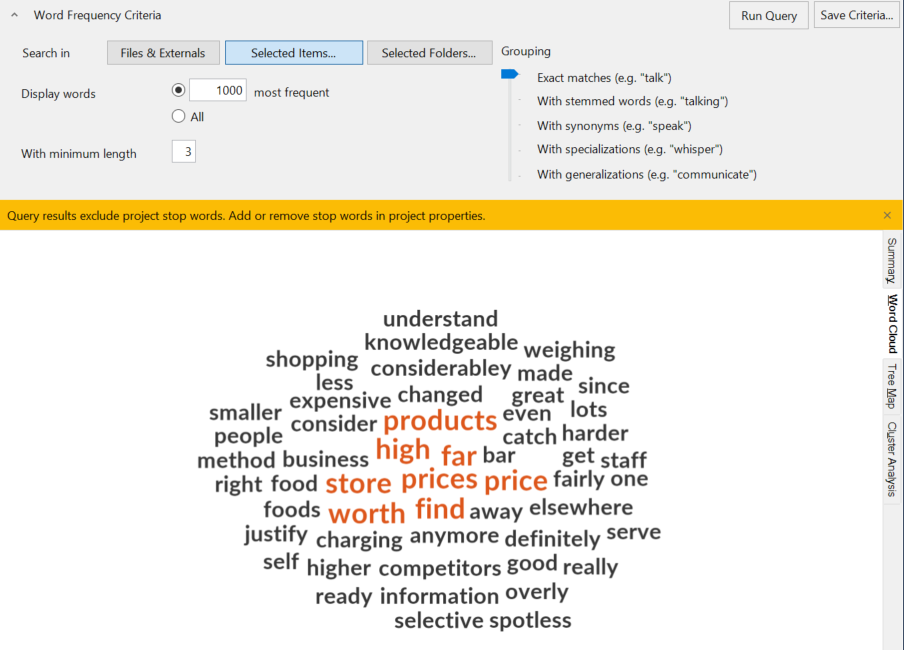 Word Frequency Criteria
Run Query
Save Criteria...
Search in
Files & Externals
Selected Items...
Selected Folders...
Grouping
Display words
1000
most frequent
All
With minimum length
3
Exact matches (e.g. "talk")
With stemmed words (e.g. "talking")
With synonyms (e.g. "speak")
With specializations (e.g. "whisper")
With generalizations (e.g. "communicate")
Query results exclude project stop words. Add or remove stop words in project properties.
Summary
Word Cloud
Tree Map
Cluster Analysis
understand
knowledgeable weighing
shopping considerabley made
less changed great since
smaller expensive products even lots
people consider catch harder
method business high far bar get staff
right food store prices price fairly one
foods worth find away elsewhere
justify charging anymore definitely serve
self higher competitors good really
ready information overly
selective spotless